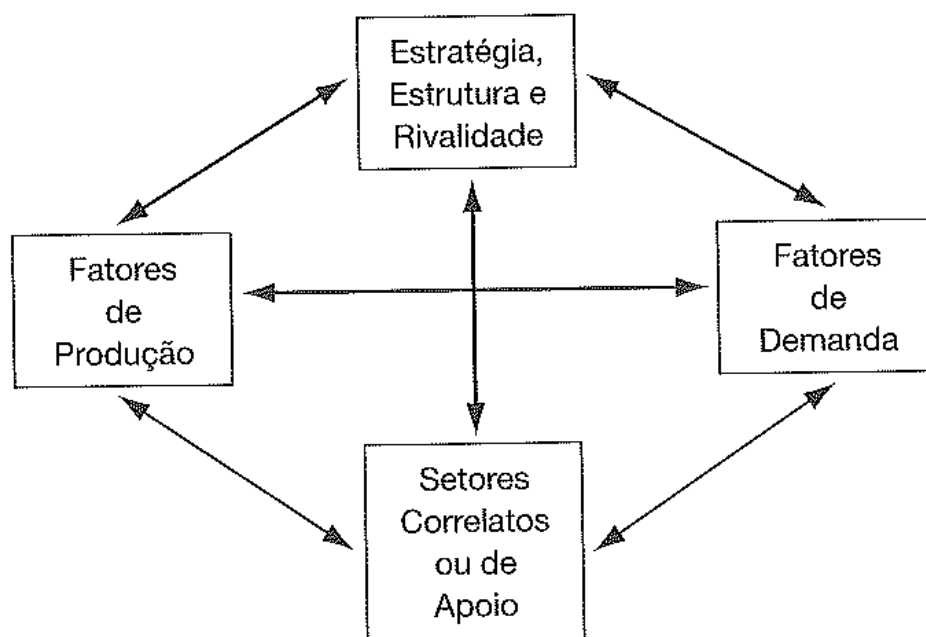 Estratégia,
Estrutura e
Rivalidade
Fatores
de
Produção
Fatores
de
Demanda
Setores
Correlatos
ou de
Apoio